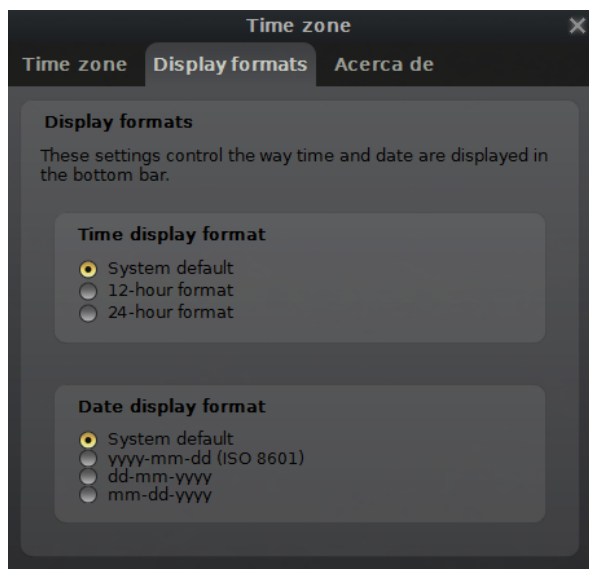 Time zone
Time zone Display formats Acerca de
Display formats
These settings control the way time and date are displayed in
the bottom bar.
Time display format
System default
12-hour format
24-hour format
Date display format
System default
yyyy-mm-dd (ISO 8601)
dd-mm-yyyy
mm-dd-yyyy